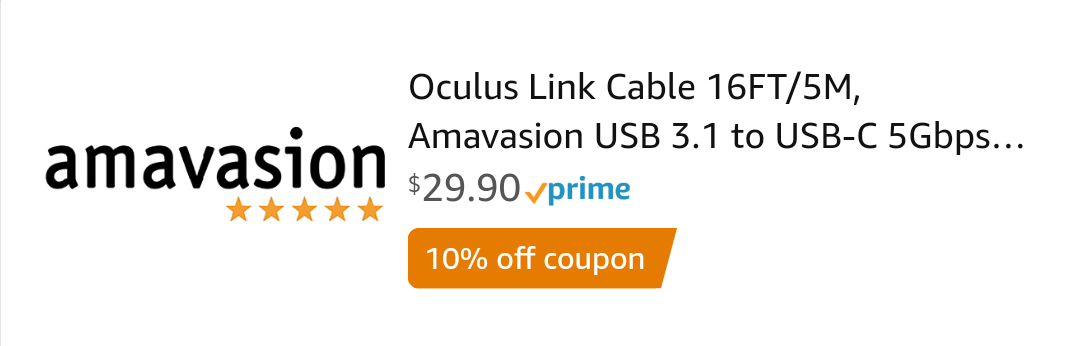 amavasion
Oculus Link Cable 16FT/5M,
Amavasion USB 3.1 to USB-C 5Gbps...
$29.90 prime
10% off coupon